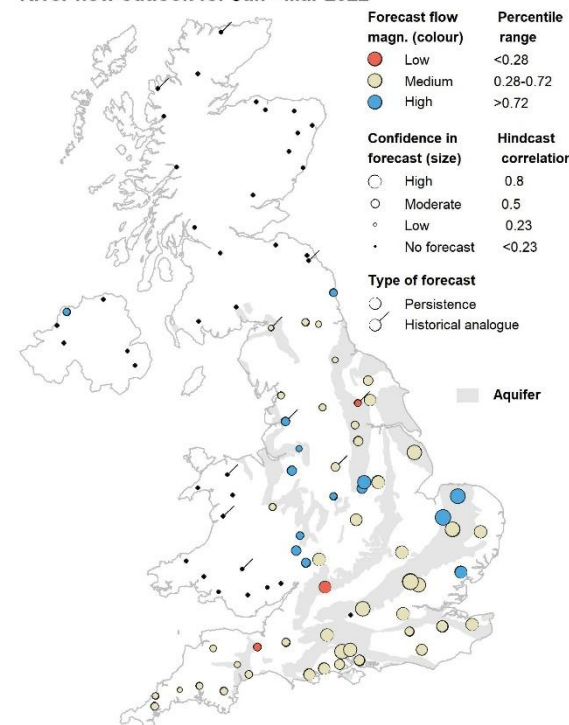 Forecast flow Percentile
magn. (colour) range
Low <0.28
Medium 0.28-0.72
High >0.72
Confidence in Hindcast
forecast (size) correlation
High 0.8
Moderate 0.5
Low 0.23
No forecast <0.23
Type of forecast
Persistence
Historical analogue
Aquifer